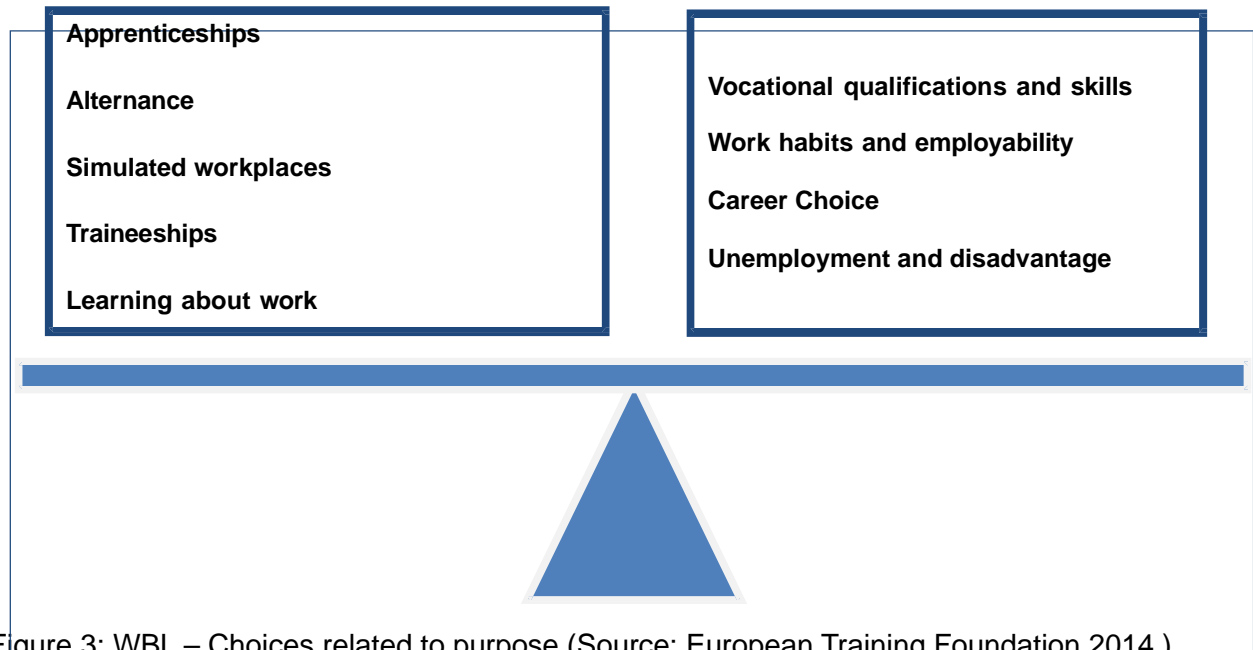 Apprenticeships
Alternance
Simulated workplaces
Traineeships
Learning about work
Vocational qualifications and skills
Work habits and employability
Career Choice
Unemployment and disadvantage
Figure 3: WBL – Choices related to purpose (Source: European Training Foundation 2014 )